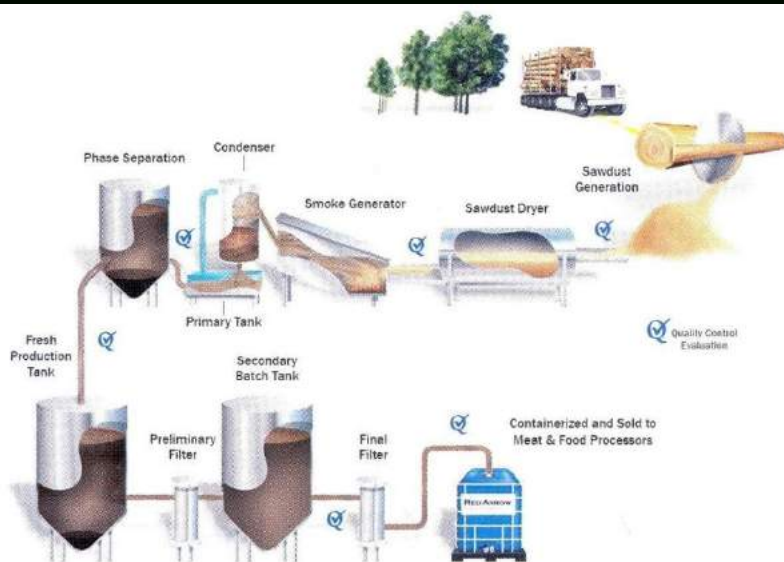 Condenser
Phase Separation
Smoke Generator
Sawdust Dryer
Sawdust
Generation
Primary Tank
Quality Control
Evaluation
Fresh
Production
Tank
Secondary
Batch Tank
Preliminary
Filter
Final
Filter
Containerized and Sold to
Meat & Food Processors
RED ARROW